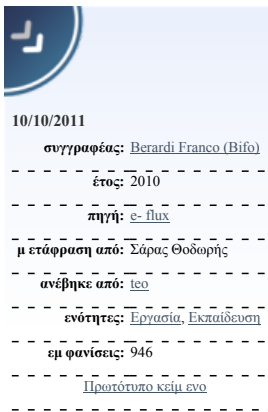 10/10/2011
συγγραφέας: Berardi Franco (Bifo)
έτος: 2010
πηγή: e- flux
μ ετάφραση από: Σάρας Θοδωρής
ανέβηκε από: teo
ενότητες: Εργασία, Εκπαίδευση
εμ φανίσεις: 946
Πρωτότυπο κείμ ενο